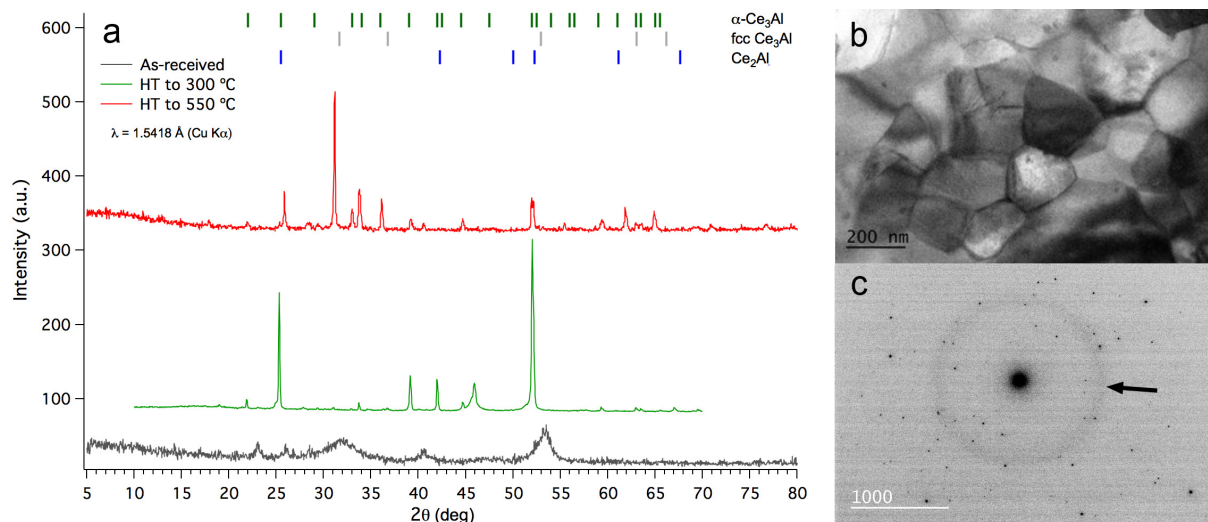 a
α-Ce₃Al
fcc Ce₃Al
Ce₂Al
As-received
HT to 300 ºC
HT to 550 ºC
λ = 1.5418 Å (Cu Kα)
Intensity (a.u.)
600
500
400
300
200
100
5 10 15 20 25 30 35 40 45 50 55 60 65 70 75 80
2θ (deg)
b
200 nm
c
1000